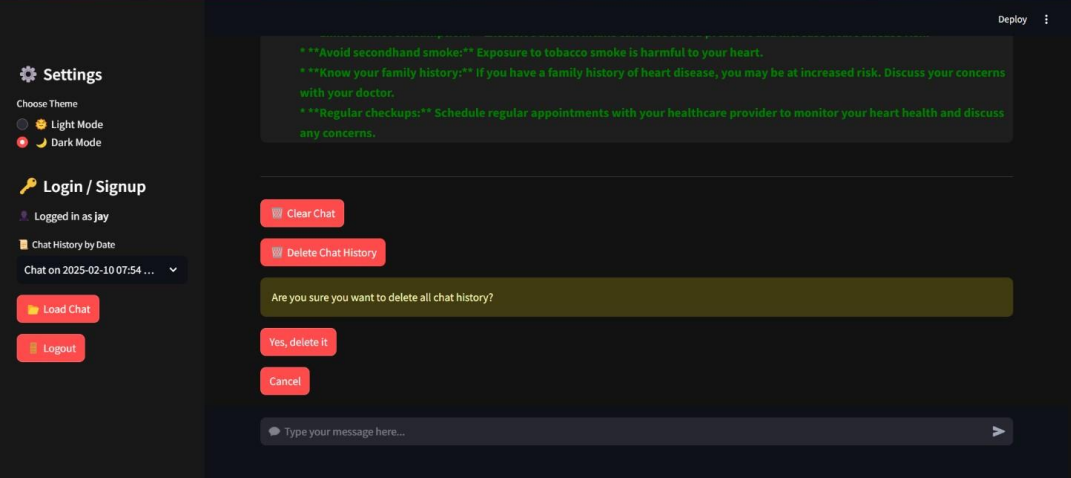 Deploy
Settings
Choose Theme
Light Mode
Dark Mode
Login / Signup
Logged in as jay
Chat History by Date
Chat on 2025-02-10 07:54 ...
Load Chat
Logout
* **Avoid secondhand smoke:** Exposure to tobacco smoke is harmful to your heart.
* **Know your family history:** If you have a family history of heart disease, you may be at increased risk. Discuss your concerns
with your doctor.
* **Regular checkups:** Schedule regular appointments with your healthcare provider to monitor your heart health and discuss
any concerns.
Clear Chat
Delete Chat History
Are you sure you want to delete all chat history?
Yes, delete it
Cancel
Type your message here...